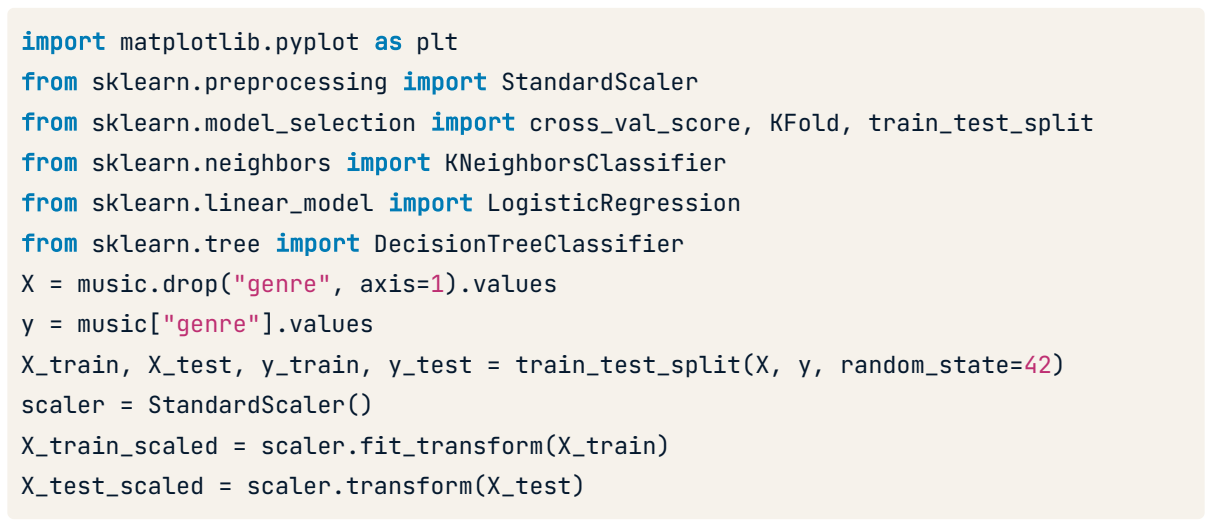 import matplotlib.pyplot as plt
from sklearn.preprocessing import StandardScaler
from sklearn.model_selection import cross_val_score, KFold, train_test_split
from sklearn.neighbors import KNeighborsClassifier
from sklearn.linear_model import LogisticRegression
from sklearn.tree import DecisionTreeClassifier
X = music.drop("genre", axis=1).values
y = music["genre"].values
X_train, X_test, y_train, y_test = train_test_split(X, y, random_state=42)
scaler = StandardScaler()
X_train_scaled = scaler.fit_transform(X_train)
X_test_scaled = scaler.transform(X_test)